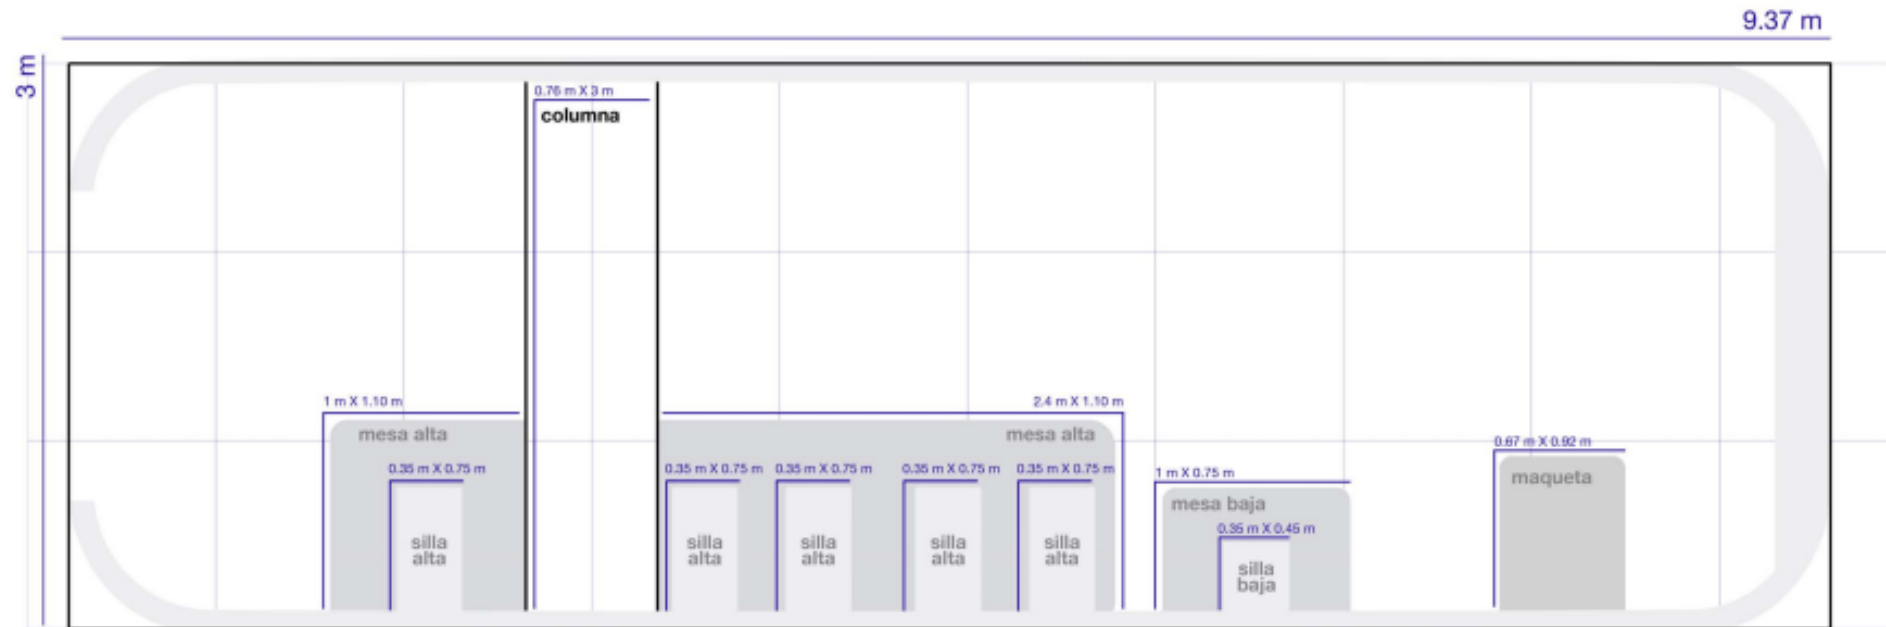 9.37 m
3 m
0.76 m X 3 m
columna
1 m X 1.10 m
2.4 m X 1.10 m
mesa alta
mesa alta
0.35 m X 0.75 m
0.35 m X 0.75 m
0.35 m X 0.75 m
0.35 m X 0.75 m
0.35 m X 0.75 m
silla
alta
silla
alta
silla
alta
silla
alta
silla
alta
1 m X 0.75 m
mesa baja
0.35 m X 0.45 m
silla
baja
0.67 m X 0.92 m
maqueta